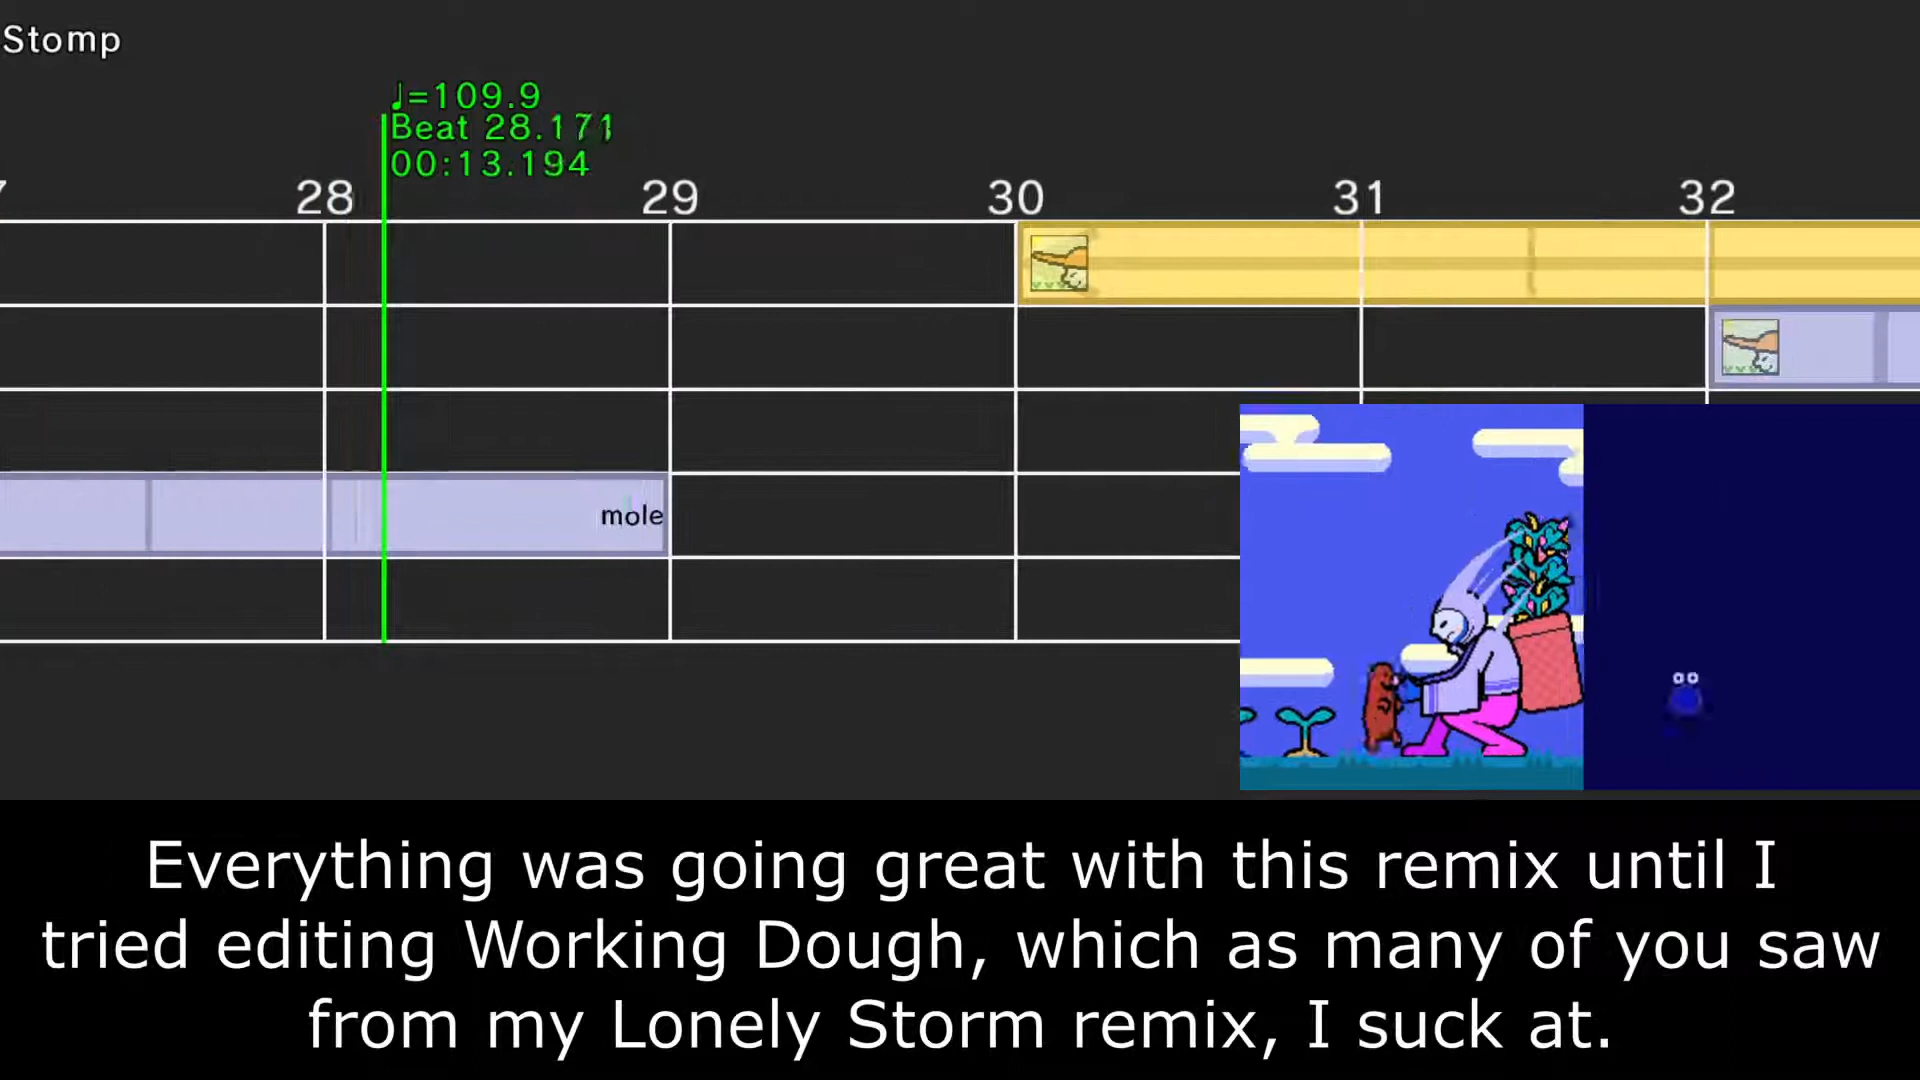 Stomp
♩=109.9
Beat 28.171
00:13.194
28 29 30 31 32
mole
Everything was going great with this remix until I
tried editing Working Dough, which as many of you saw
from my Lonely Storm remix, I suck at.